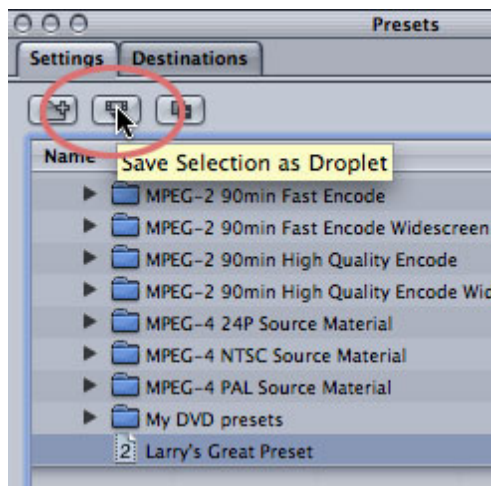 Presets
Settings Destinations
Name
Save Selection as Droplet
MPEG-2 90min Fast Encode
MPEG-2 90min Fast Encode Widescreen
MPEG-2 90min High Quality Encode
MPEG-2 90min High Quality Encode Wid
MPEG-4 24P Source Material
MPEG-4 NTSC Source Material
MPEG-4 PAL Source Material
My DVD presets
2 Larry's Great Preset